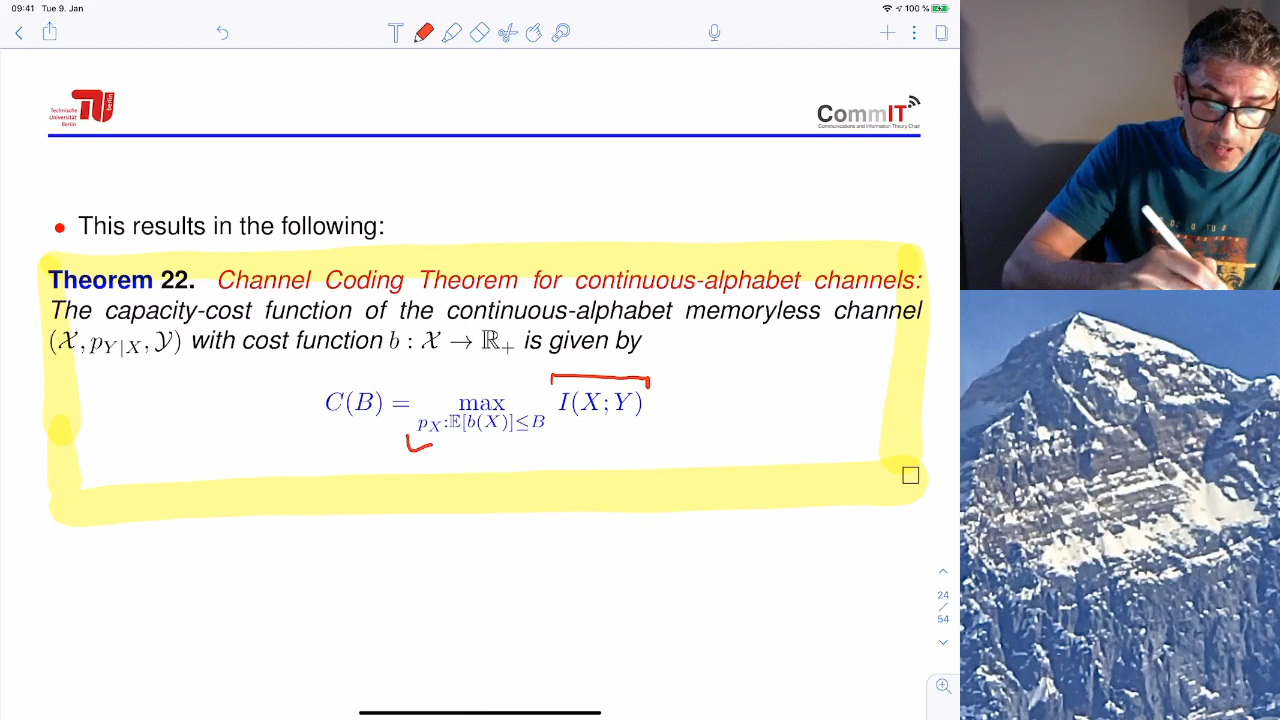 09:41 Tue 9. Jan
100 %
Technische
Universität
Berlin
berlin
CommIT
Communications and Information Theory Chair
• This results in the following:
Theorem 22. Channel Coding Theorem for continuous-alphabet channels:
The capacity-cost function of the continuous-alphabet memoryless channel
(𝒳, p_{Y|X}, 𝒴) with cost function b : 𝒳 → ℝ₊ is given by
C(B) = max_{p_X:𝔼[b(X)]≤B} I(X;Y)
□
24
/
54